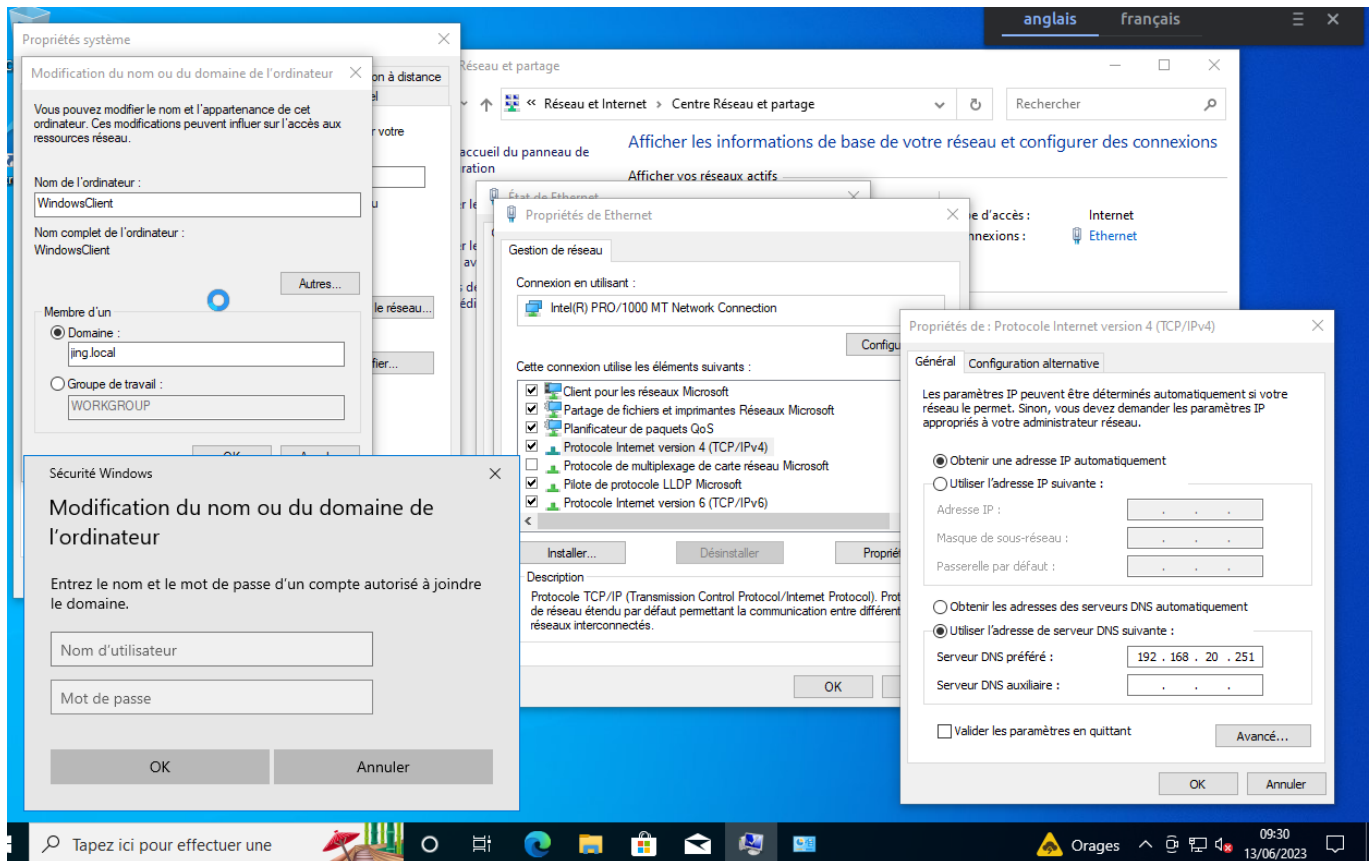 anglais français
Propriétés système
Modification du nom ou du domaine de l'ordinateur
Vous pouvez modifier le nom et l'appartenance de cet
ordinateur. Ces modifications peuvent influer sur l'accès aux
ressources réseau.
Nom de l'ordinateur :
WindowsClient
Nom complet de l'ordinateur :
WindowsClient
Autres...
Membre d'un
Domaine :
jing.local
Groupe de travail :
WORKGROUP
on à distance
r votre
le réseau...
fier...
Sécurité Windows
Modification du nom ou du domaine de
l'ordinateur
Entrez le nom et le mot de passe d'un compte autorisé à joindre
le domaine.
Nom d'utilisateur
Mot de passe
OK Annuler
Réseau et partage
« Réseau et Internet › Centre Réseau et partage
Rechercher
accueil du panneau de
ration
Afficher les informations de base de votre réseau et configurer des connexions
Afficher vos réseaux actifs
e d'accès : Internet
nnexions : Ethernet
État de Ethernet
Propriétés de Ethernet
Gestion de réseau
Connexion en utilisant :
Intel(R) PRO/1000 MT Network Connection
Configu
Cette connexion utilise les éléments suivants :
Client pour les réseaux Microsoft
Partage de fichiers et imprimantes Réseaux Microsoft
Planificateur de paquets QoS
Protocole Internet version 4 (TCP/IPv4)
Protocole de multiplexage de carte réseau Microsoft
Pilote de protocole LLDP Microsoft
Protocole Internet version 6 (TCP/IPv6)
Installer... Désinstaller Proprié
Description
Protocole TCP/IP (Transmission Control Protocol/Internet Protocol). Prot
de réseau étendu par défaut permettant la communication entre différent
réseaux interconnectés.
OK
Propriétés de : Protocole Internet version 4 (TCP/IPv4)
Général Configuration alternative
Les paramètres IP peuvent être déterminés automatiquement si votre
réseau le permet. Sinon, vous devez demander les paramètres IP
appropriés à votre administrateur réseau.
Obtenir une adresse IP automatiquement
Utiliser l'adresse IP suivante :
Adresse IP :
Masque de sous-réseau :
Passerelle par défaut :
Obtenir les adresses des serveurs DNS automatiquement
Utiliser l'adresse de serveur DNS suivante :
Serveur DNS préféré : 192 . 168 . 20 . 251
Serveur DNS auxiliaire :
Valider les paramètres en quittant
Avancé...
OK Annuler
Tapez ici pour effectuer une
Orages
09:30
13/06/2023